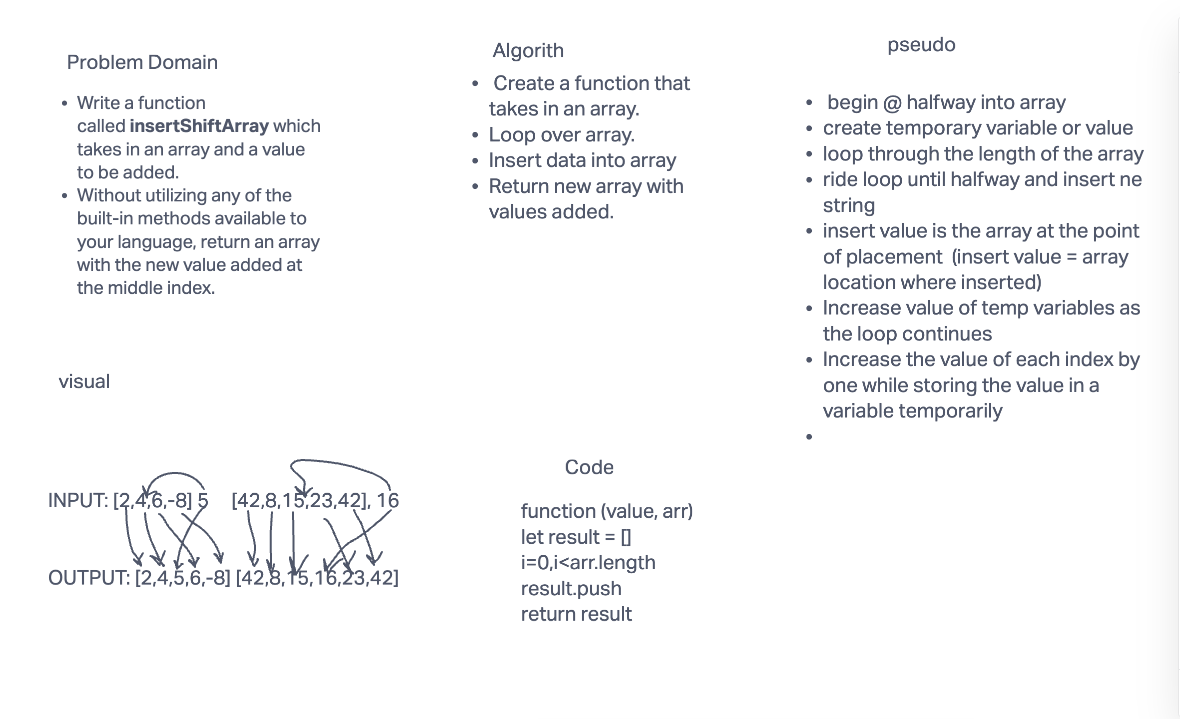 Problem Domain
• Write a function
called insertShiftArray which
takes in an array and a value
to be added.
• Without utilizing any of the
built-in methods available to
your language, return an array
with the new value added at
the middle index.
Algorith
• Create a function that
takes in an array.
• Loop over array.
• Insert data into array
• Return new array with
values added.
pseudo
• begin @ halfway into array
• create temporary variable or value
• loop through the length of the array
• ride loop until halfway and insert ne
string
• insert value is the array at the point
of placement (insert value = array
location where inserted)
• Increase value of temp variables as
the loop continues
• Increase the value of each index by
one while storing the value in a
variable temporarily
•
visual
INPUT: [2,4,6,-8] 5 [42,8,15,23,42], 16
OUTPUT: [2,4,5,6,-8] [42,8,15,16,23,42]
Code
function (value, arr)
let result = []
i=0,i<arr.length
result.push
return result